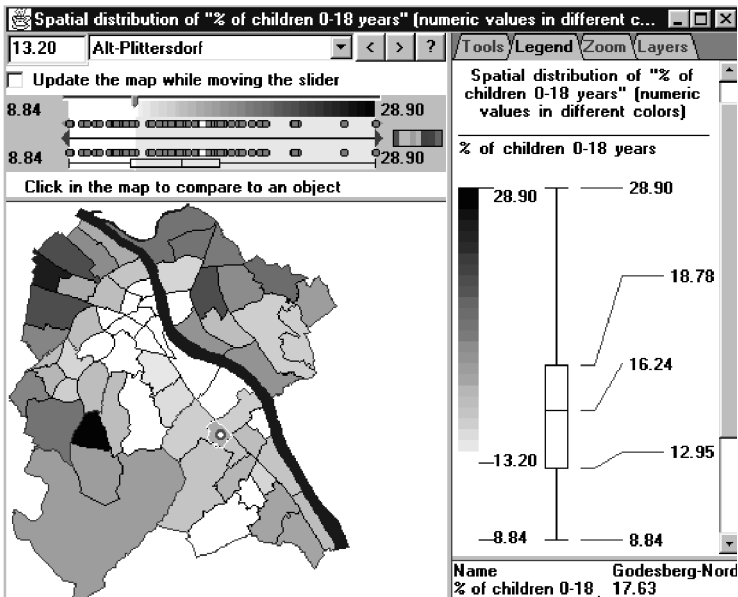 Spatial distribution of "% of children 0-18 years" (numeric values in different c...
13.20 Alt-Plittersdorf < > ?
Update the map while moving the slider
8.84 28.90
8.84 28.90
Click in the map to compare to an object
Tools Legend Zoom Layers
Spatial distribution of "% of
children 0-18 years" (numeric
values in different colors)
% of children 0-18 years
28.90 28.90
18.78
16.24
13.20 12.95
8.84 8.84
Name Godesberg-Nord
% of children 0-18 17.63